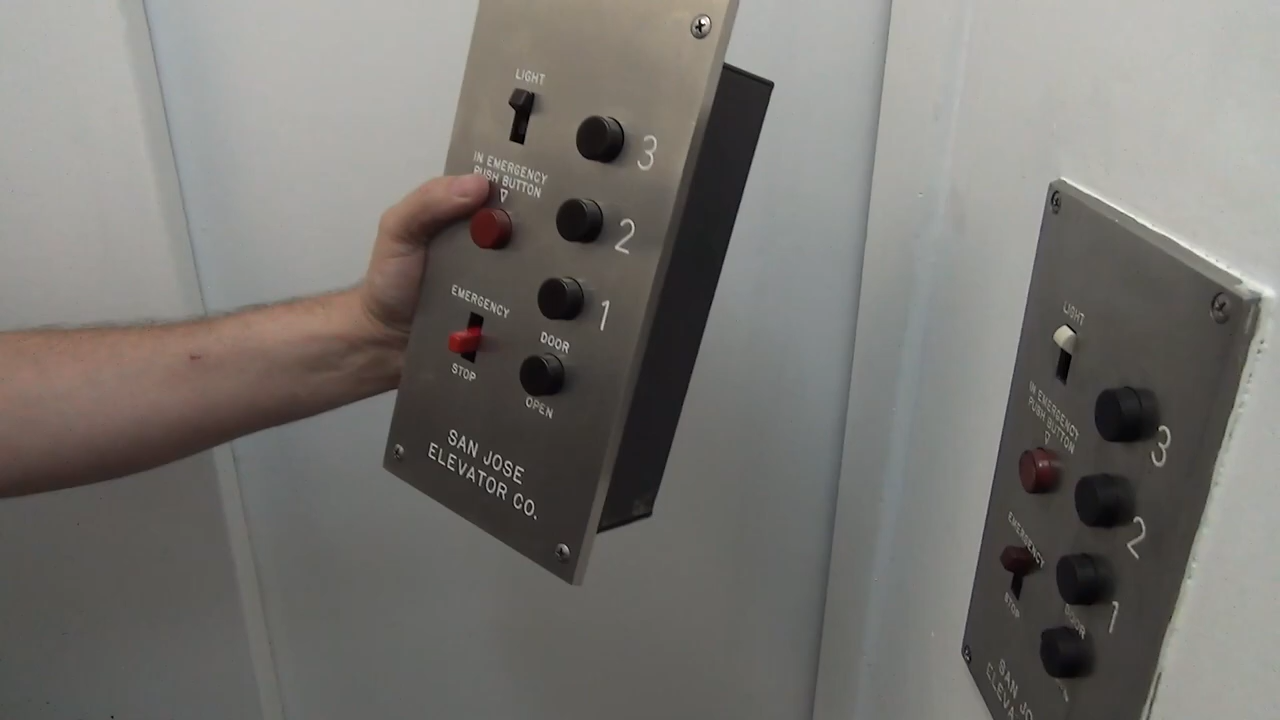 LIGHT
3
IN EMERGENCY
PUSH BUTTON
2
EMERGENCY
1
DOOR
STOP
OPEN
SAN JOSE
ELEVATOR CO.
LIGHT
IN EMERGENCY
PUSH BUTTON
3
EMERGENCY
2
STOP
1
DOOR
SAN JO
ELEVA